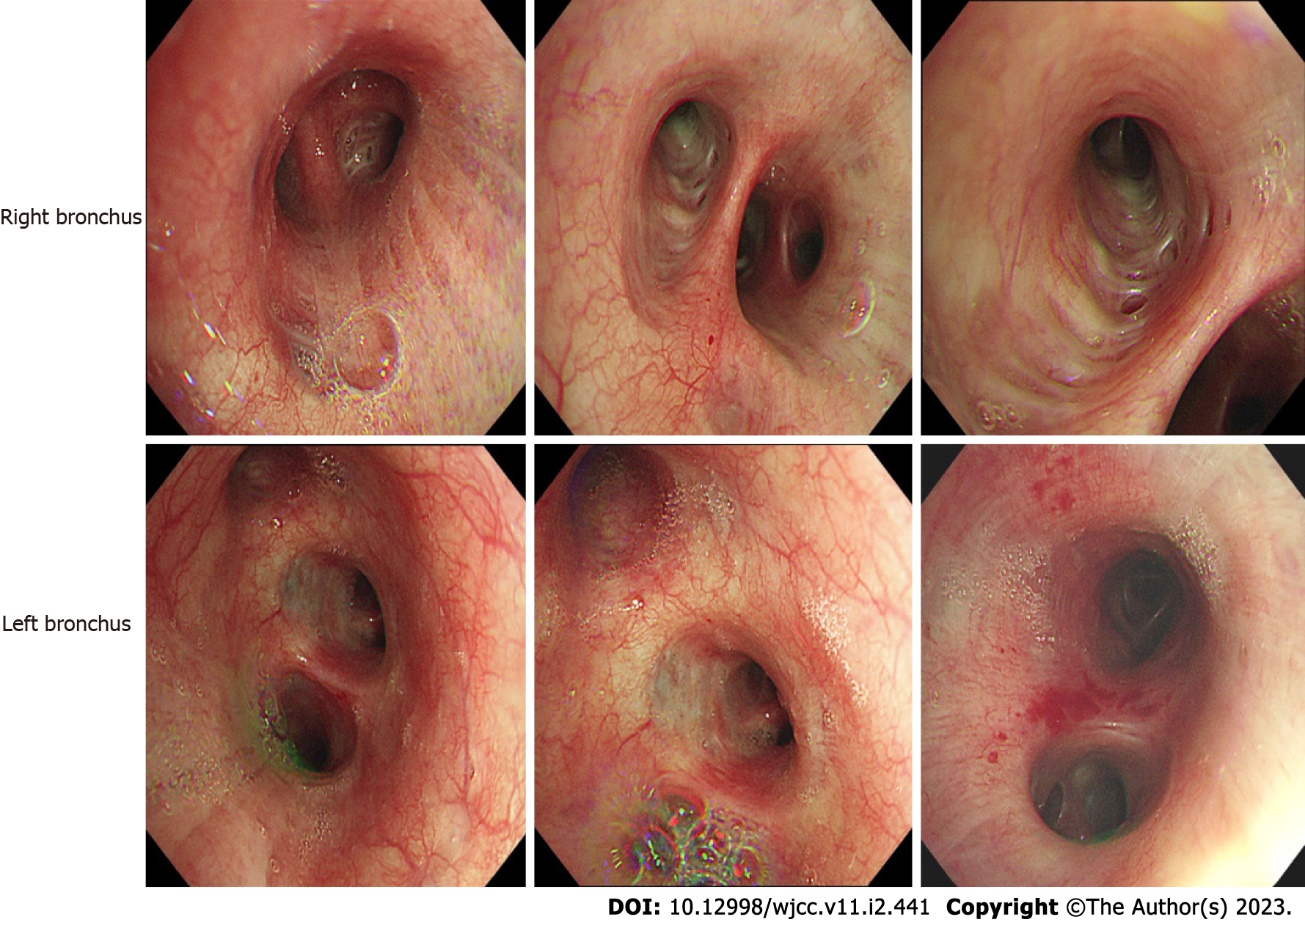 Right bronchus
Left bronchus
DOI: 10.12998/wjcc.v11.i2.441 Copyright ©The Author(s) 2023.